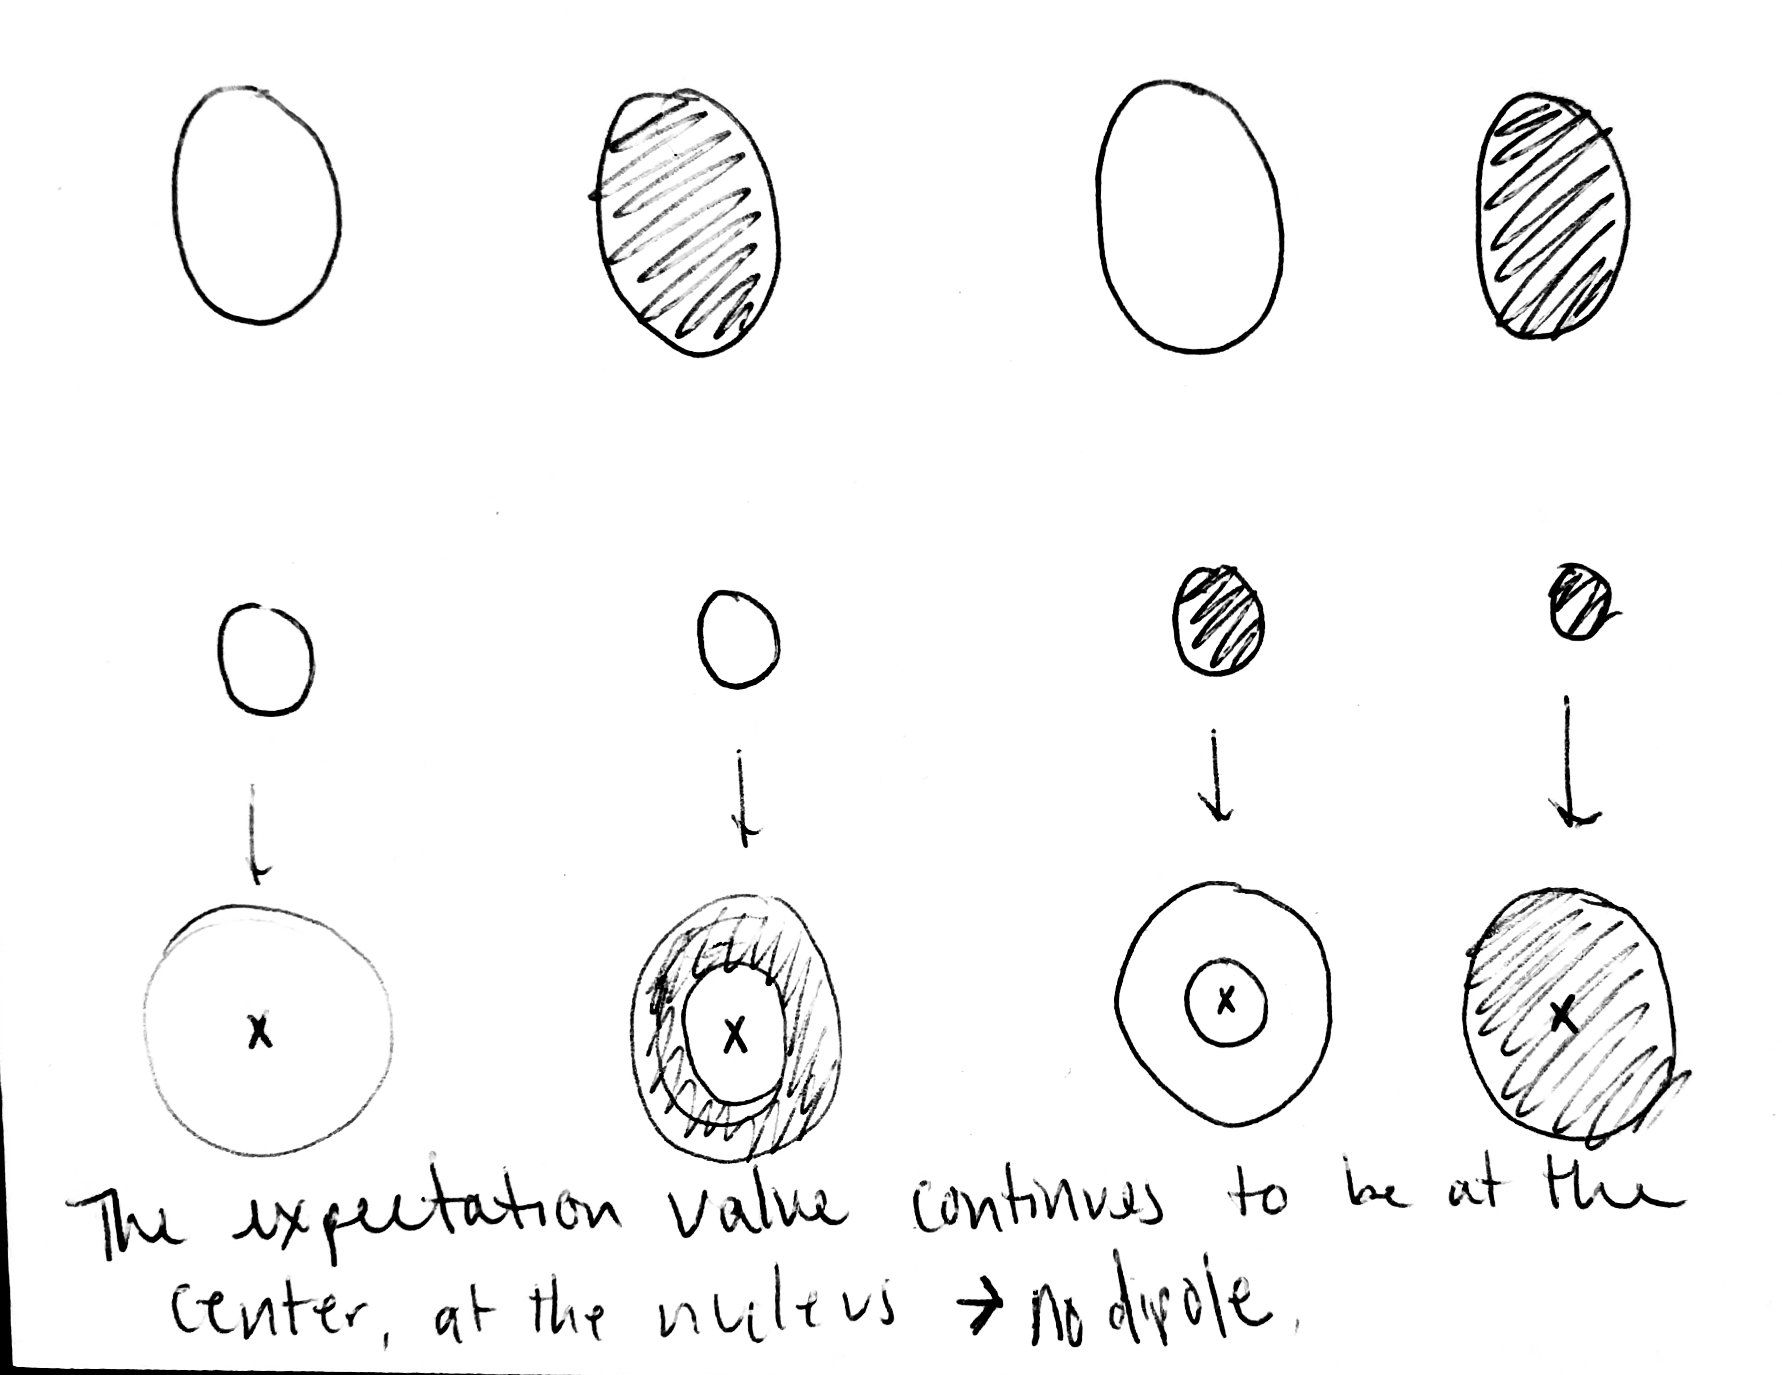 x x x x
The expectation value continues to be at the
center, at the nucleus → no dipole.